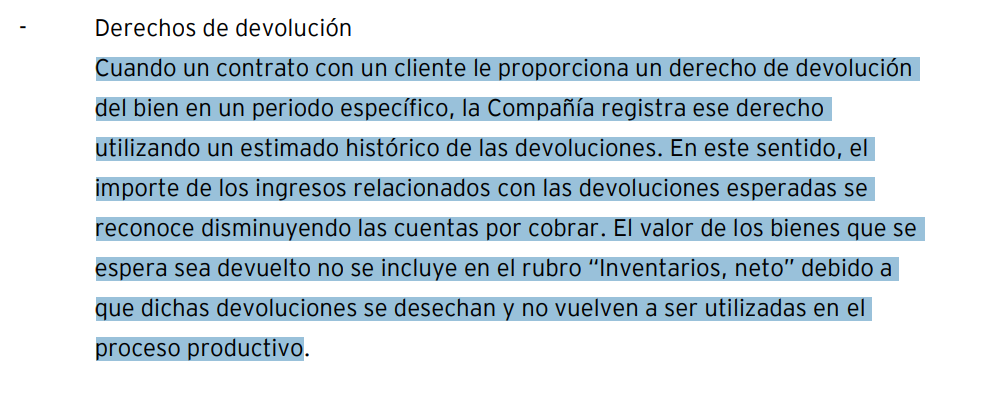 - Derechos de devolución
Cuando un contrato con un cliente le proporciona un derecho de devolución
del bien en un periodo específico, la Compañía registra ese derecho
utilizando un estimado histórico de las devoluciones. En este sentido, el
importe de los ingresos relacionados con las devoluciones esperadas se
reconoce disminuyendo las cuentas por cobrar. El valor de los bienes que se
espera sea devuelto no se incluye en el rubro “Inventarios, neto” debido a
que dichas devoluciones se desechan y no vuelven a ser utilizadas en el
proceso productivo.